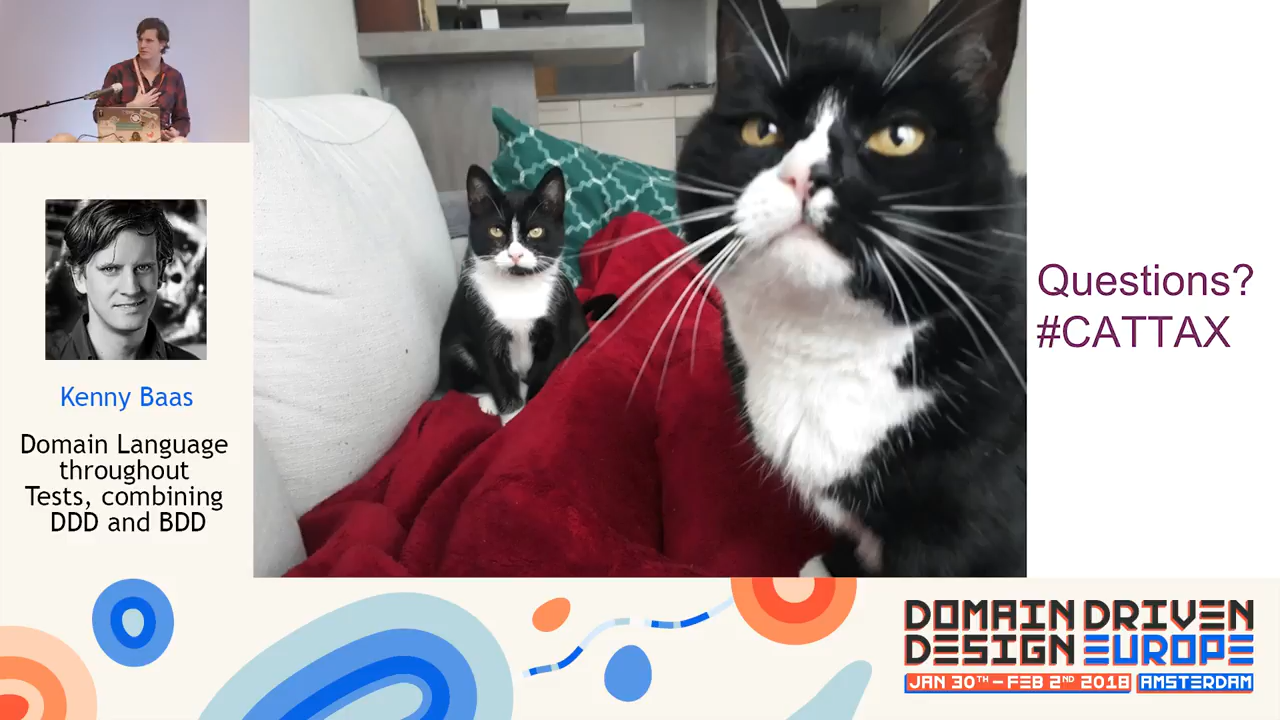 Kenny Baas
Domain Language
throughout
Tests, combining
DDD and BDD
Questions?
#CATTAX
DOMAIN DRIVEN
DESIGN EUROPE
JAN 30TH - FEB 2ND 2018 AMSTERDAM